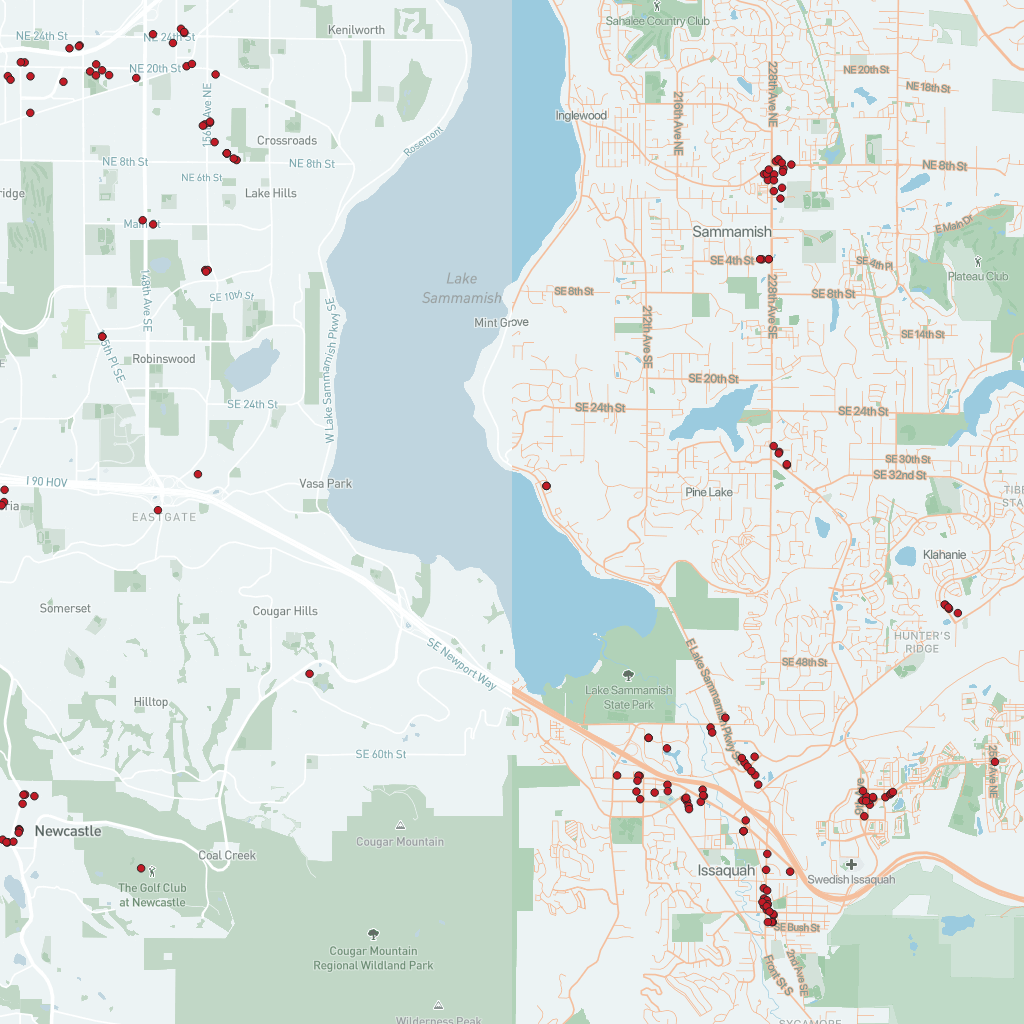 Sahalee Country Club
Kenilworth
NE 24th St
NE 24th St
NE 20th St
NE 20th St
228th Ave NE
NE 18th St
216th Ave NE
Inglewood
Crossroads
Rosemont
NE 8th St
NE 8th St
NE 8th St
NE 6th St
Lake Hills
ridge
Main St
E Main Dr
Sammamish
SE 4th St
SE 4th Pl
Plateau Club
Lake
Sammamish
148th Ave SE
SE 10th St
SE 8th St
SE 8th St
228th Ave SE
212th Ave SE
W Lake Sammamish Pkwy SE
Mint Grove
SE 14th St
Robinswood
SE 20th St
SE 24th St
SE 24th St
SE 24th St
SE 30th St
SE 32nd St
I 90 HOV
Vasa Park
Pine Lake
EASTGATE
Klahanie
Somerset
Cougar Hills
HUNTER'S
RIDGE
SE Newport Way
E Lake Sammamish Pkwy SE
SE 48th St
Lake Sammamish
State Park
Hilltop
SE 60th St
Newcastle
Cougar Mountain
Coal Creek
Issaquah
Swedish Issaquah
The Golf Club
at Newcastle
SE Bush St
Cougar Mountain
Regional Wildland Park
Front St S
2nd Ave SE
Wilderness Peak
SYCAMORE